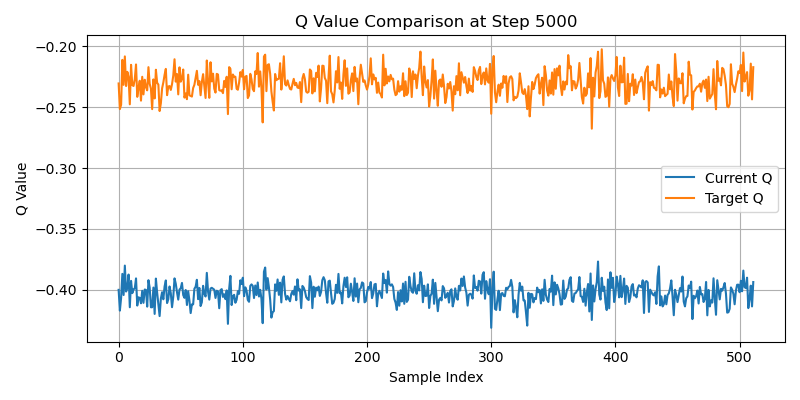 Q Value Comparison at Step 5000
−0.20
−0.25
−0.30
−0.35
−0.40
Q Value
Current Q
Target Q
0 100 200 300 400 500
Sample Index